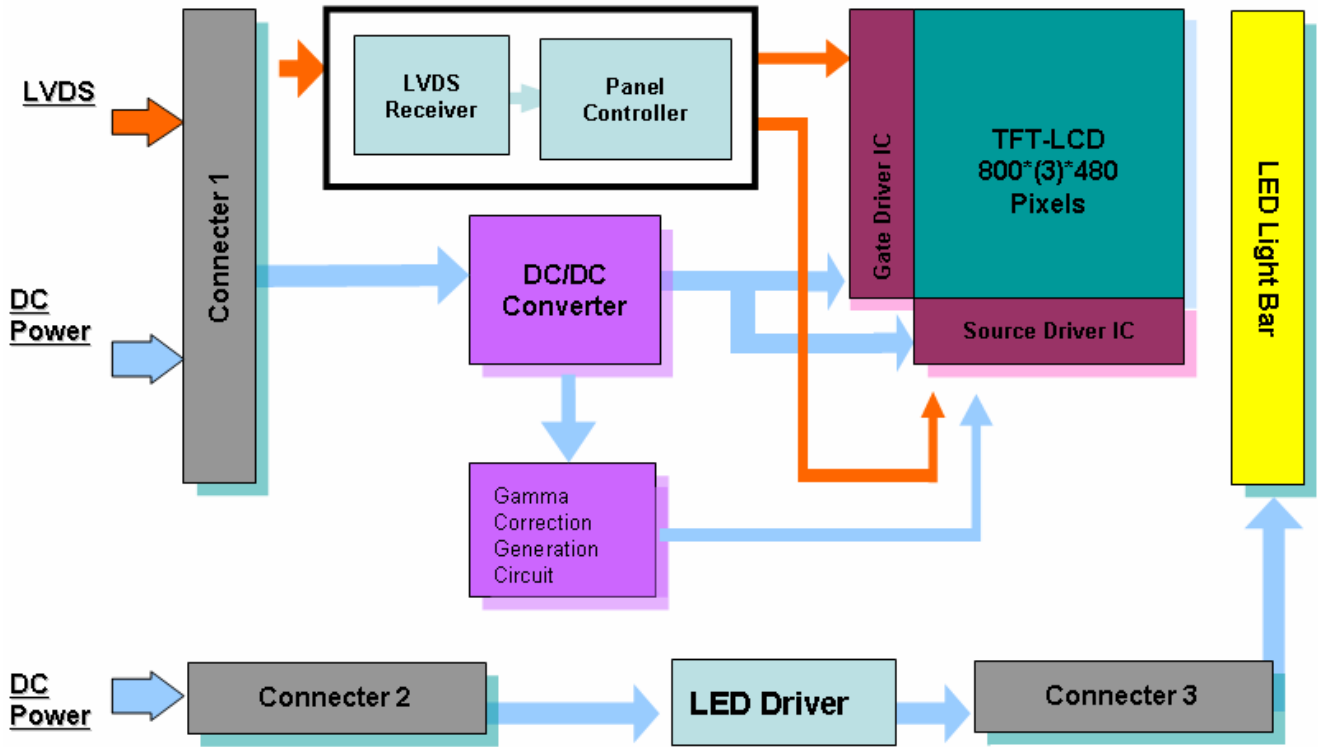 LVDS
DC
Power
Connecter 1
LVDS
Receiver
Panel
Controller
DC/DC
Converter
Gamma
Correction
Generation
Circuit
Gate Driver IC
TFT-LCD
800*(3)*480
Pixels
Source Driver IC
LED Light Bar
DC
Power
Connecter 2
LED Driver
Connecter 3